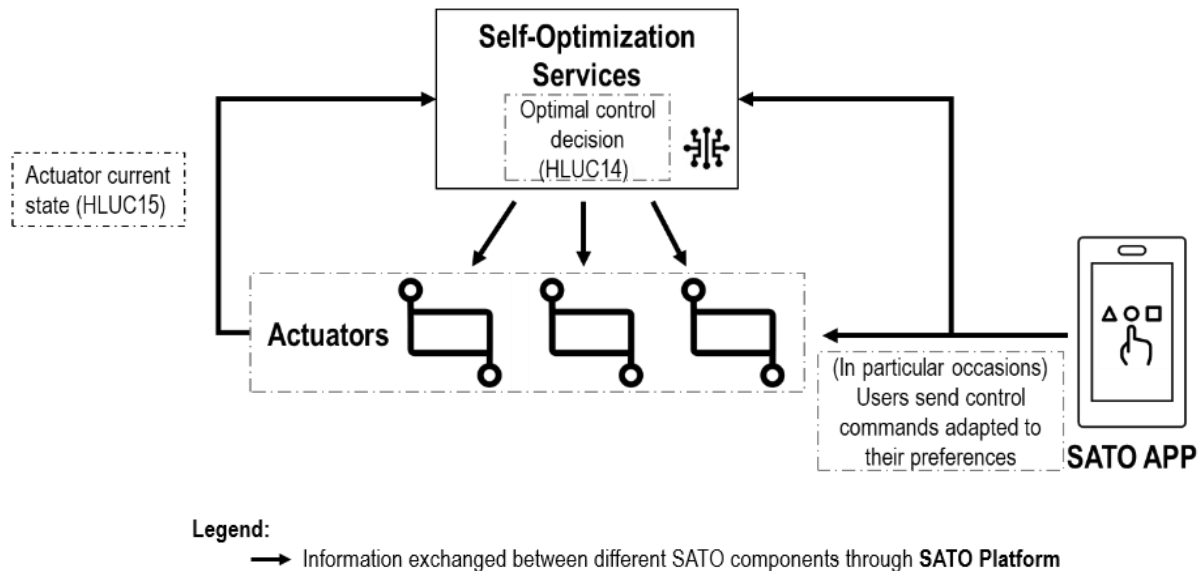 Self-Optimization
Services
Optimal control
decision
(HLUC14)
Actuator current
state (HLUC15)
Actuators
(In particular occasions)
Users send control
commands adapted to
their preferences
SATO APP
Legend:
Information exchanged between different SATO components through SATO Platform